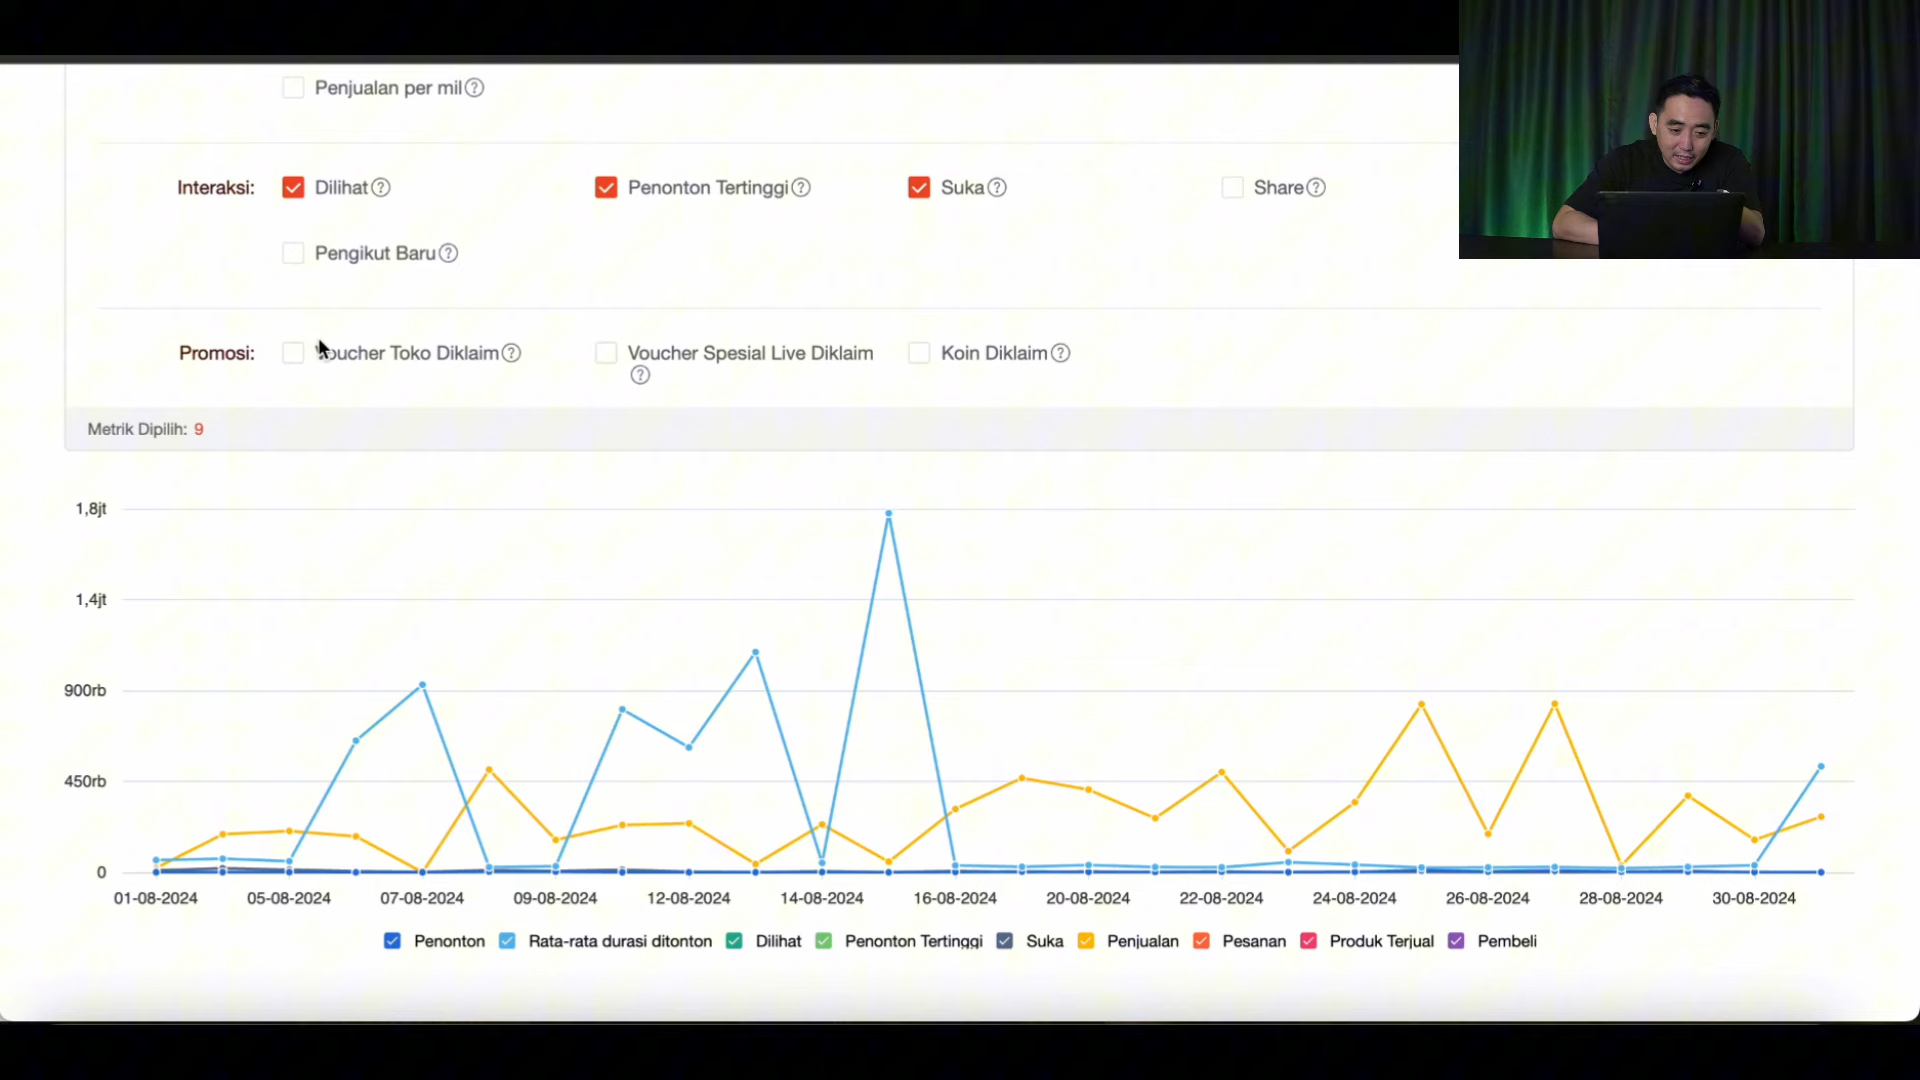 Penjualan per mil
Interaksi: Dilihat Penonton Tertinggi Suka Share
Pengikut Baru
Promosi: Voucher Toko Diklaim Voucher Spesial Live Diklaim Koin Diklaim
Metrik Dipilih: 9
1,8jt
1,4jt
900rb
450rb
0
01-08-2024 05-08-2024 07-08-2024 09-08-2024 12-08-2024 14-08-2024 16-08-2024 20-08-2024 22-08-2024 24-08-2024 26-08-2024 28-08-2024 30-08-2024
Penonton Rata-rata durasi ditonton Dilihat Penonton Tertinggi Suka Penjualan Pesanan Produk Terjual Pembeli